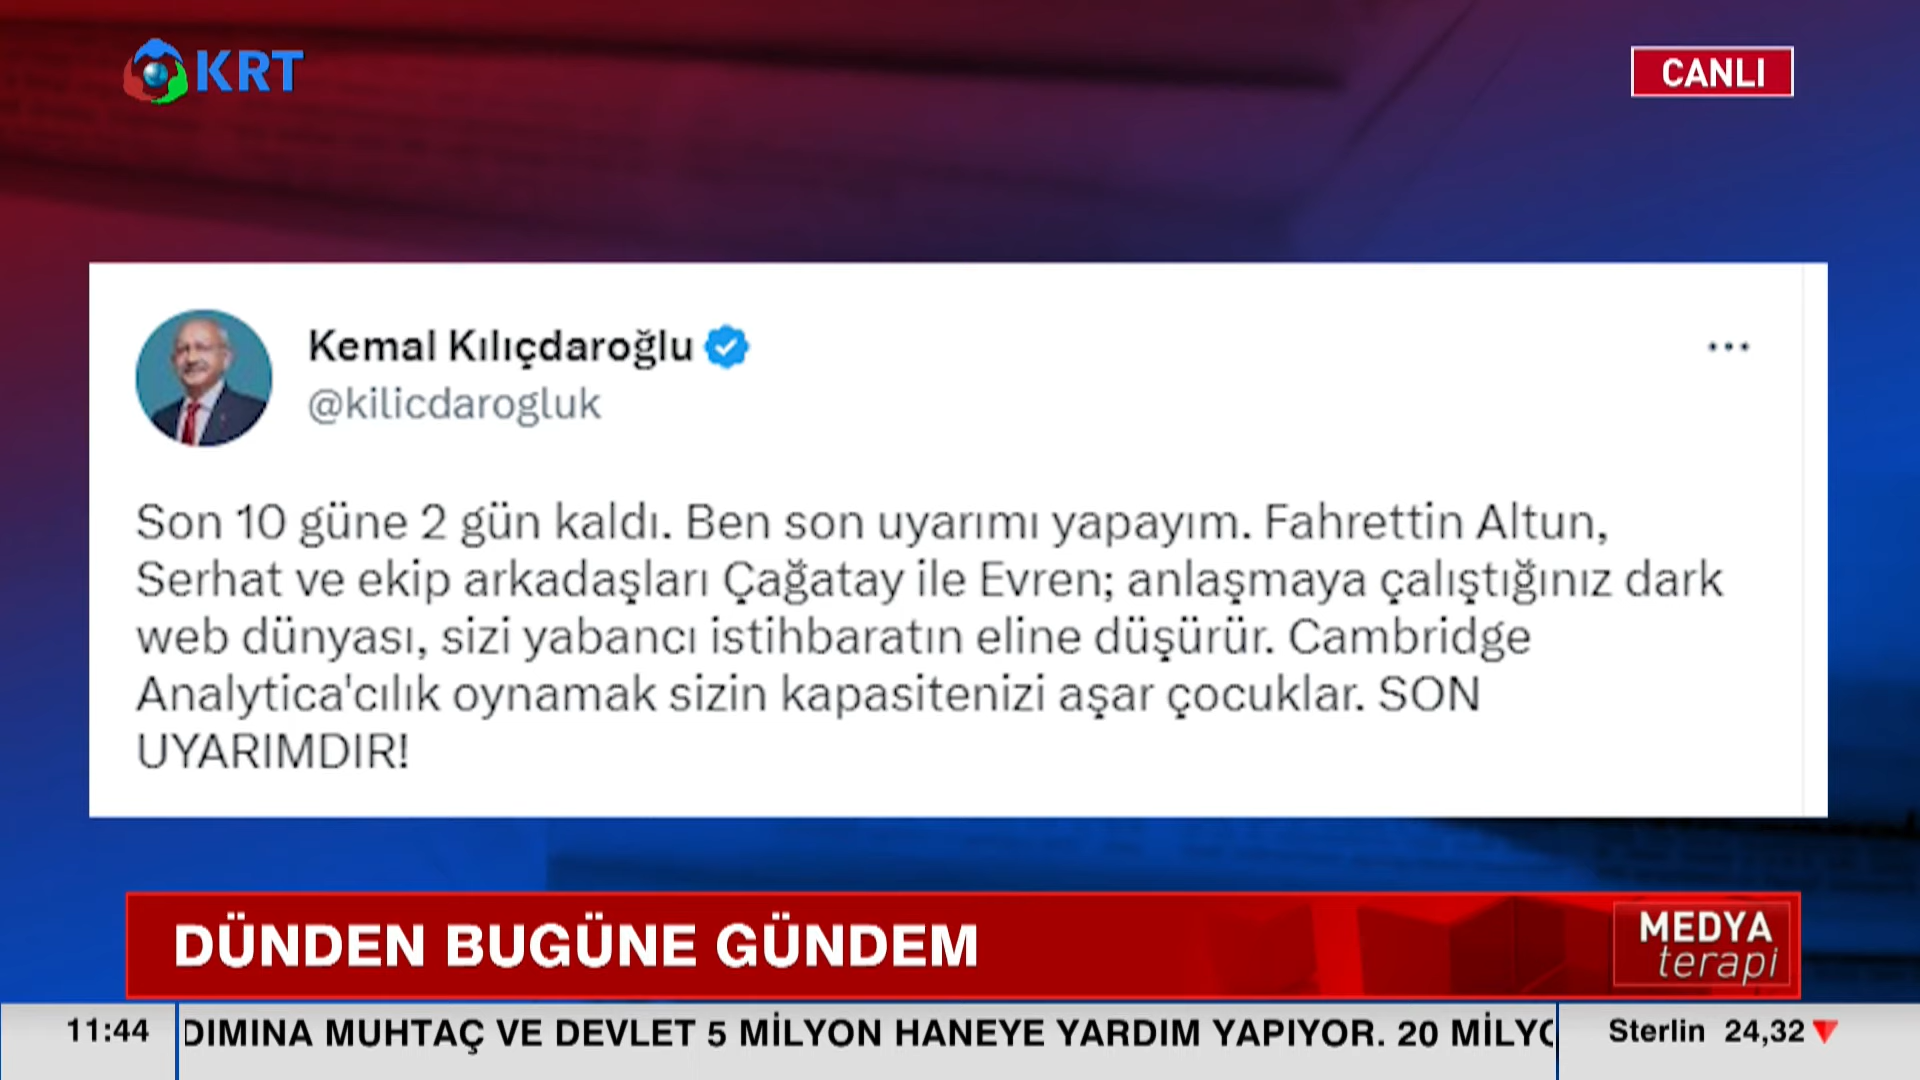 KRT
CANLI
Kemal Kılıçdaroğlu
@kilicdarogluk
Son 10 güne 2 gün kaldı. Ben son uyarımı yapayım. Fahrettin Altun,
Serhat ve ekip arkadaşları Çağatay ile Evren; anlaşmaya çalıştığınız dark
web dünyası, sizi yabancı istihbaratın eline düşürür. Cambridge
Analytica'cılık oynamak sizin kapasitenizi aşar çocuklar. SON
UYARIMDIR!
DÜNDEN BUGÜNE GÜNDEM
MEDYA
terapi
11:44
DIMINA MUHTAÇ VE DEVLET 5 MİLYON HANEYE YARDIM YAPIYOR. 20 MİLYO
Sterlin 24,32